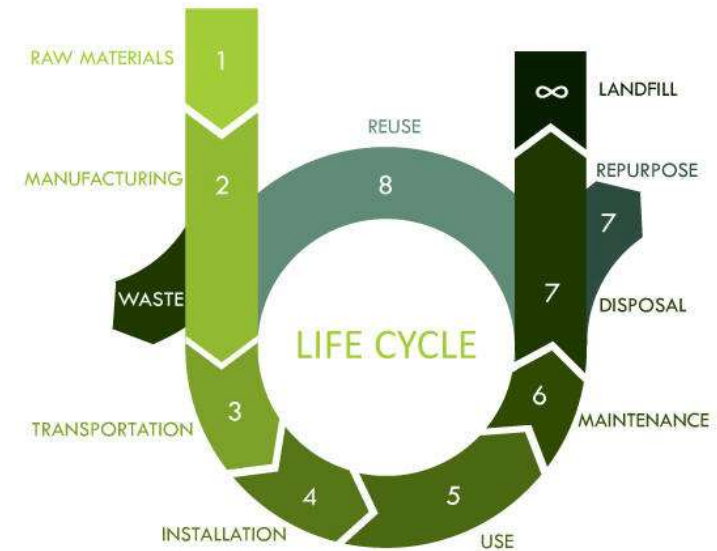 RAW MATERIALS
1
MANUFACTURING
2
WASTE
TRANSPORTATION
3
INSTALLATION
4
5
USE
6
MAINTENANCE
7
DISPOSAL
7
REPURPOSE
REUSE
8
∞
LANDFILL
LIFE CYCLE